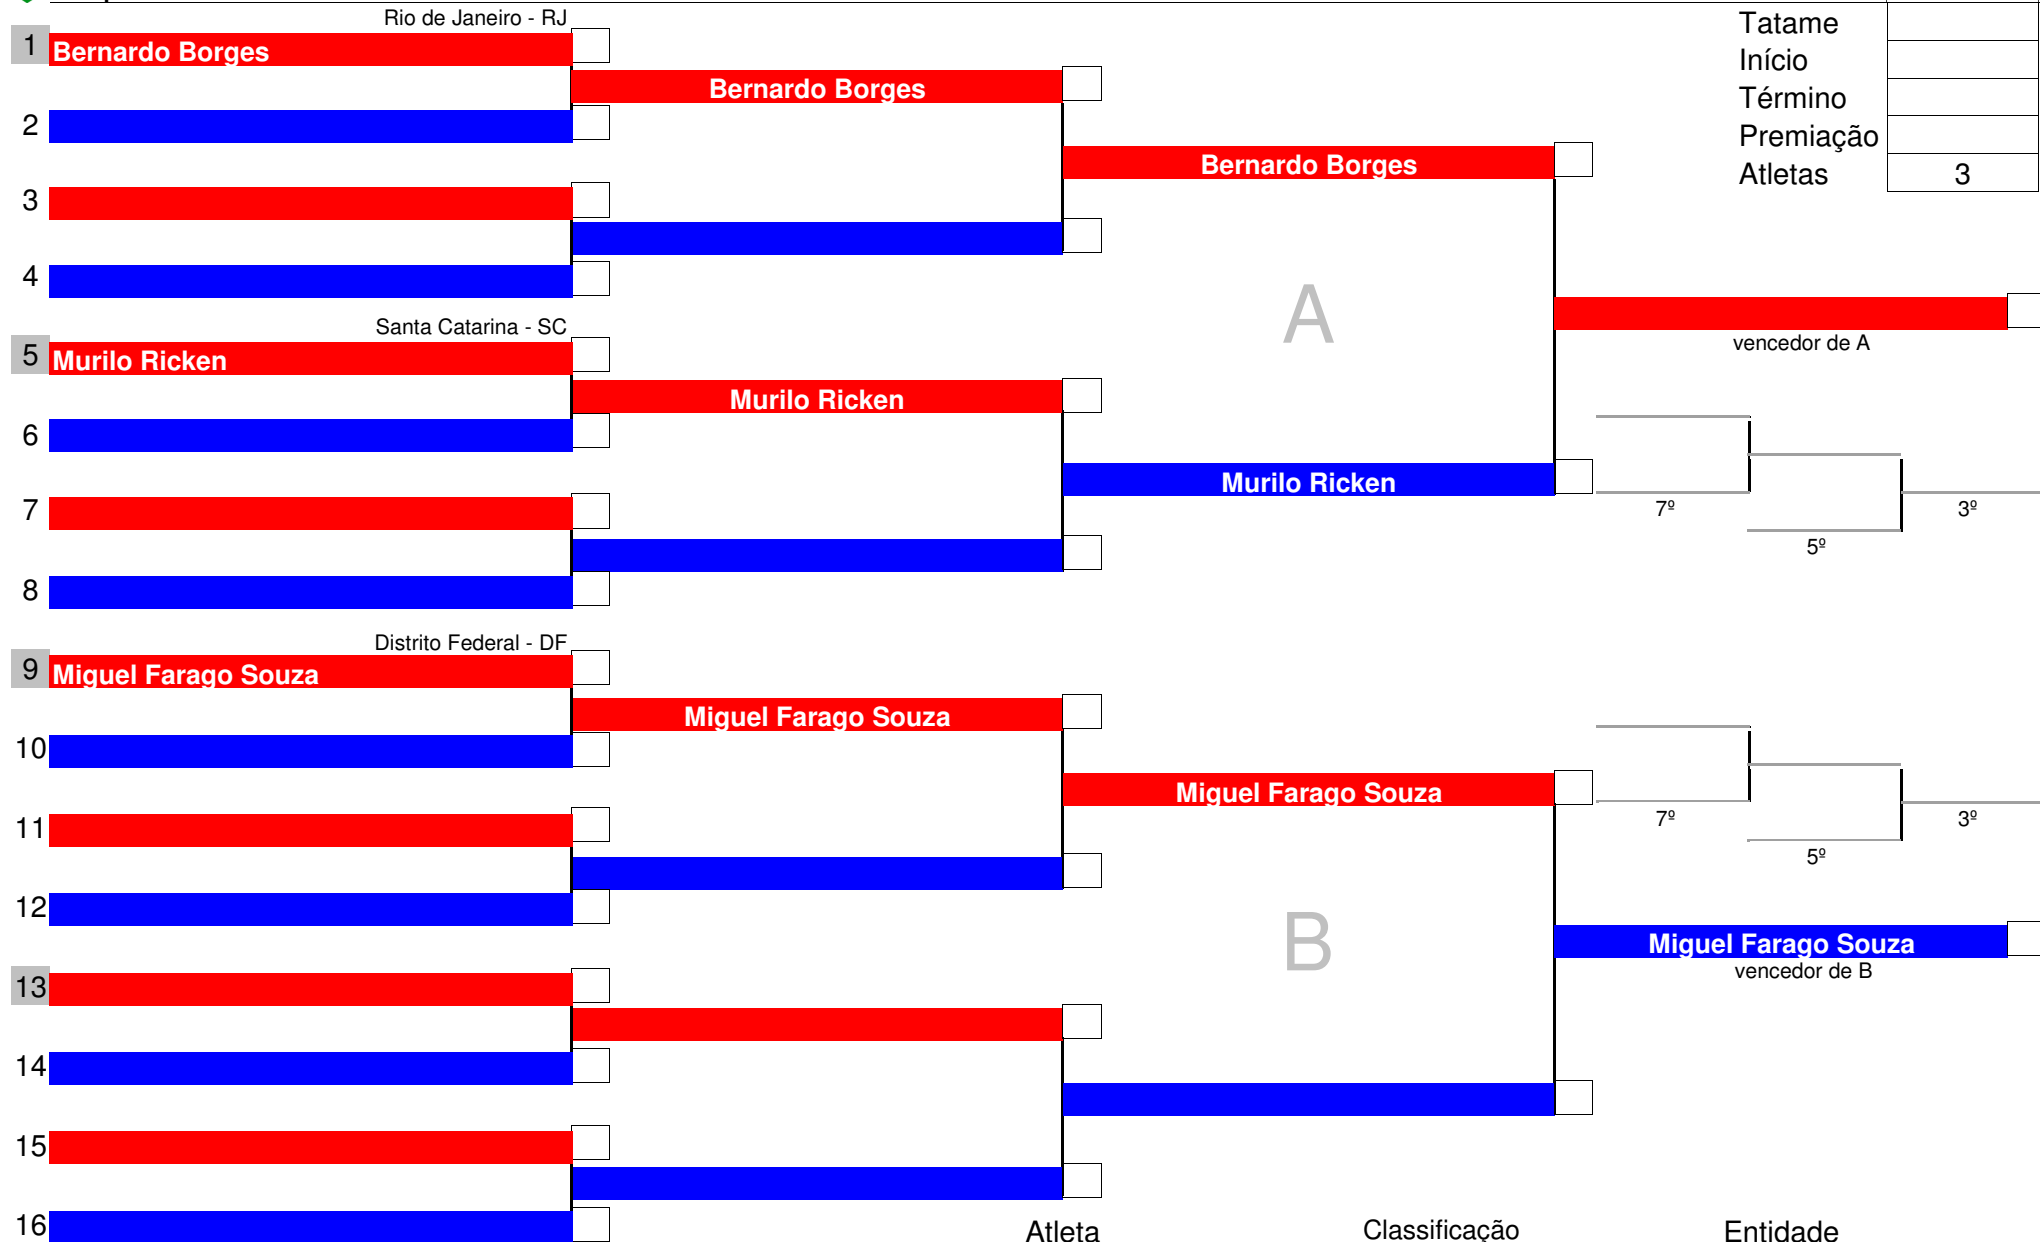 Rio de Janeiro - RJ
1 Bernardo Borges
Bernardo Borges
2
Bernardo Borges
3
4
Tatame
Início
Término
Premiação
Atletas 3
A
vencedor de A
Santa Catarina - SC
5 Murilo Ricken
Murilo Ricken
6
Murilo Ricken
7
8
7º
5º
3º
Distrito Federal - DF
9 Miguel Farago Souza
Miguel Farago Souza
10
Miguel Farago Souza
11
12
7º
5º
3º
B
Miguel Farago Souza
vencedor de B
13
14
15
16
Atleta Classificação Entidade